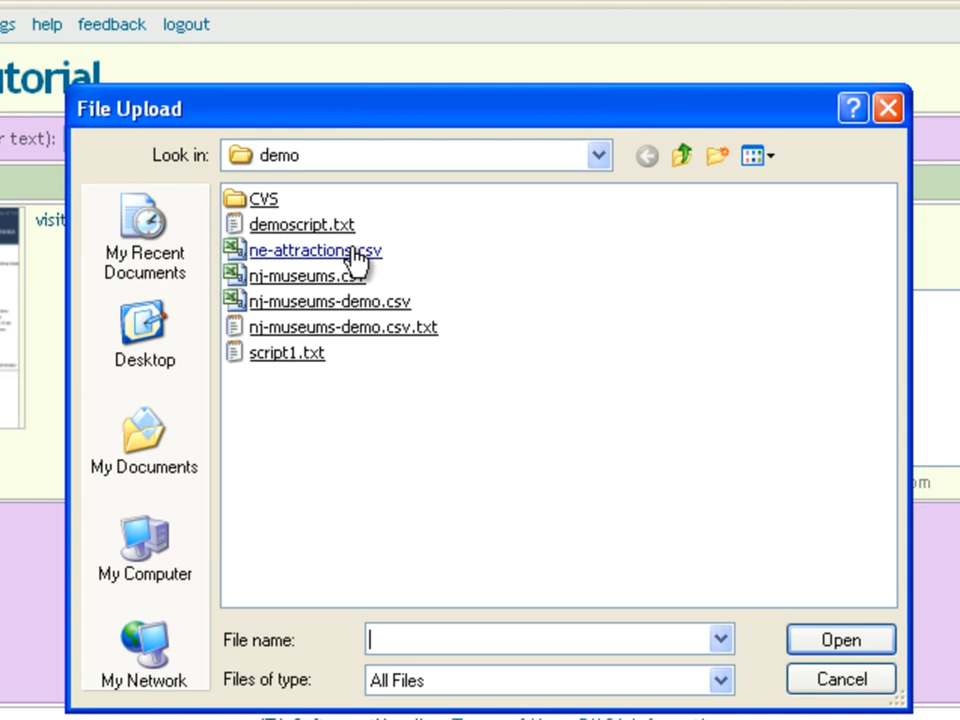 gs help feedback logout
utorial
File Upload
r text):
Look in: demo
visit
CVS
demoscript.txt
ne-attractions.csv
nj-museums.csv
nj-museums-demo.csv
nj-museums-demo.csv.txt
script1.txt
My Recent
Documents
Desktop
My Documents
My Computer
My Network
om
File name:
Open
Files of type: All Files
Cancel